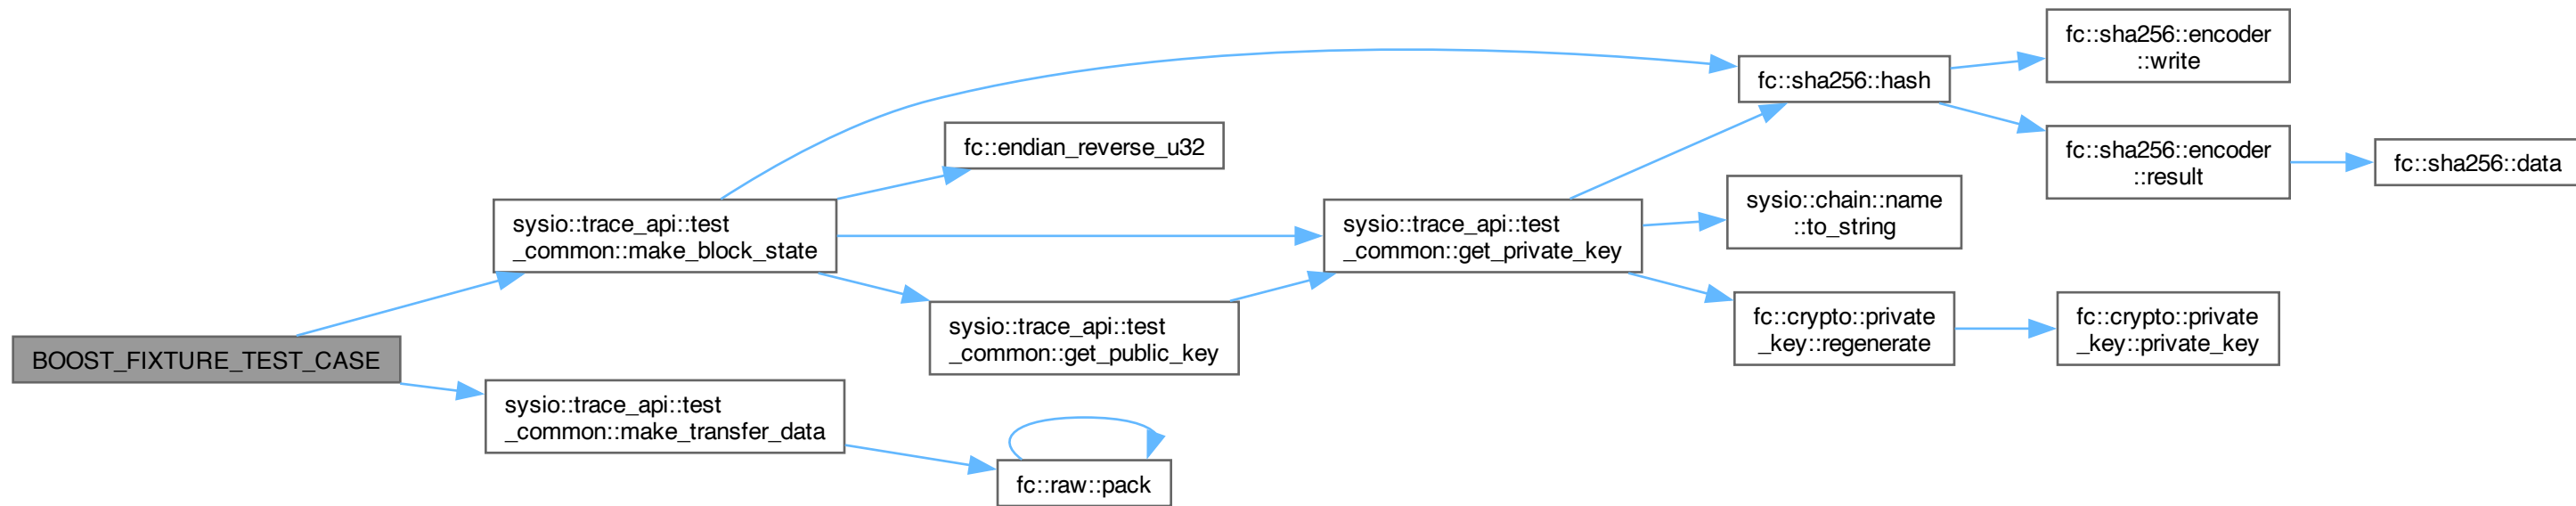 BOOST_FIXTURE_TEST_CASE
sysio::trace_api::test
_common::make_block_state
fc::endian_reverse_u32
sysio::trace_api::test
_common::get_private_key
fc::sha256::hash
fc::sha256::encoder
::write
fc::sha256::encoder
::result
fc::sha256::data
sysio::chain::name
::to_string
fc::crypto::private
_key::regenerate
fc::crypto::private
_key::private_key
sysio::trace_api::test
_common::get_public_key
sysio::trace_api::test
_common::make_transfer_data
fc::raw::pack